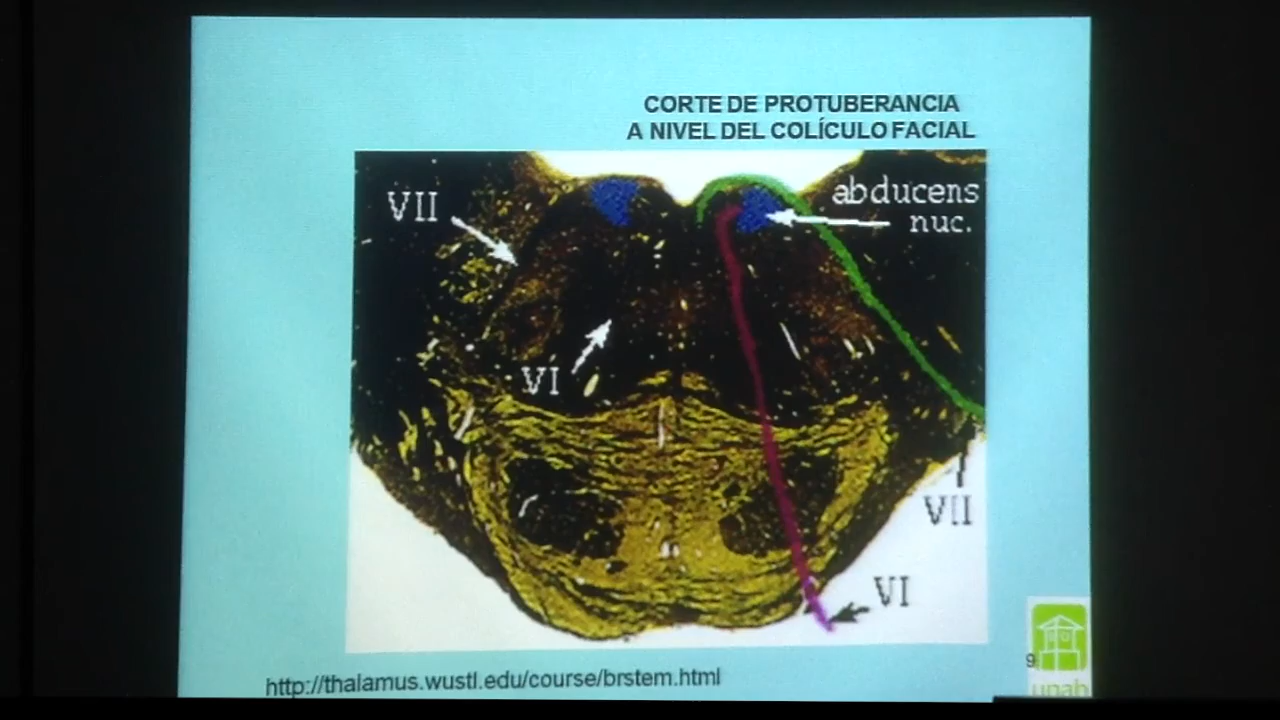 CORTE DE PROTUBERANCIA
A NIVEL DEL COLÍCULO FACIAL
VII
abducens
nuc.
VI
VII
VI
9
unab
http://thalamus.wustl.edu/course/brstem.html